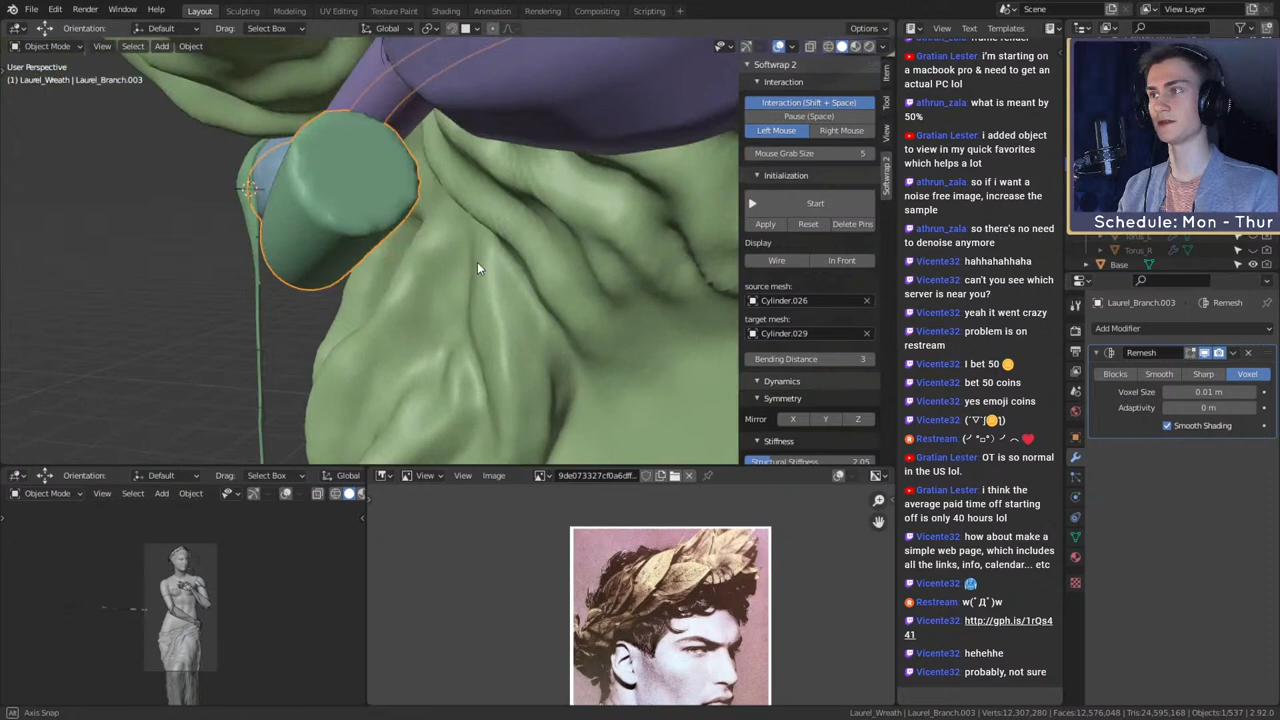 File Edit Render Window Help Layout Sculpting Modeling UV Editing Texture Paint Shading Animation Rendering Compositing Scripting Scene View Layer
Orientation: Default Drag: Select Box Global Options
View Text Templates
Object Mode View Select Add Object
User Perspective
(1) Laurel_Wreath | Laurel_Branch.003
Softwrap 2
Interaction
Interaction (Shift + Space)
Pause (Space)
Left Mouse Right Mouse
Mouse Grab Size 5
Initialization
Start
Apply Reset Delete Pins
Display
Wire In Front
source mesh:
Cylinder.026
target mesh:
Cylinder.029
Bending Distance 3
Dynamics
Symmetry
Mirror X Y Z
Stiffness
Structural Stiffness 2.05
Item
Tool
View
Softwrap 2
frame render
Gratian Lester: i'm starting on
a macbook pro & need to get an
actual PC lol
athrun_zala: what is meant by
50%
Gratian Lester: i added object
to view in my quick favorites
which helps a lot
athrun_zala: so if i want a
noise free image, increase the
sample
athrun_zala: so there's no need
to denoise anymore
Vicente32: hahhahahhaha
Vicente32: can't you see which
server is near you?
Vicente32: yeah it went crazy
Vicente32: problem is on
restream
Vicente32: I bet 50
Vicente32: bet 50 coins
Vicente32: yes emoji coins
Gratian Lester: OT is so normal
in the US lol.
Gratian Lester: i think the
average paid time off starting
off is only 40 hours lol
Vicente32: how about make a
simple web page, which includes
all the links, info, calendar... etc
Vicente32:
Restream: w(ﾟДﾟ)w
Vicente32: http://gph.is/1rQs4
41
Vicente32: hehehhe
Vicente32: probably, not sure
Schedule: Mon - Thur
Torus_R
Base
Laurel_Branch.003 Remesh
Add Modifier
Remesh
Blocks Smooth Sharp Voxel
Voxel Size 0.01 m
Adaptivity 0 m
Smooth Shading
Orientation: Default Drag: Select Box Global
Object Mode View Select Add Object
View View Image 9de073327cf0a6dff...
Axis Snap
Laurel_Wreath | Laurel_Branch.003 | Verts:12,307,280 | Faces:12,576,048 | Tris:24,595,168 | Objects:1/537 | 2.92.0